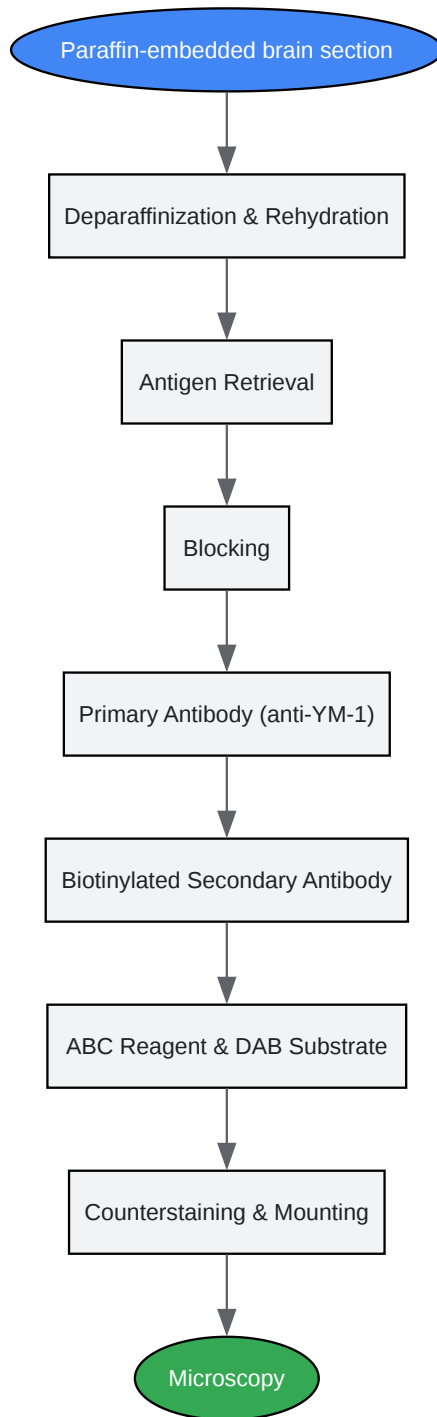 Paraffin-embedded brain section
Deparaffinization & Rehydration
Antigen Retrieval
Blocking
Primary Antibody (anti-YM-1)
Biotinylated Secondary Antibody
ABC Reagent & DAB Substrate
Counterstaining & Mounting
Microscopy